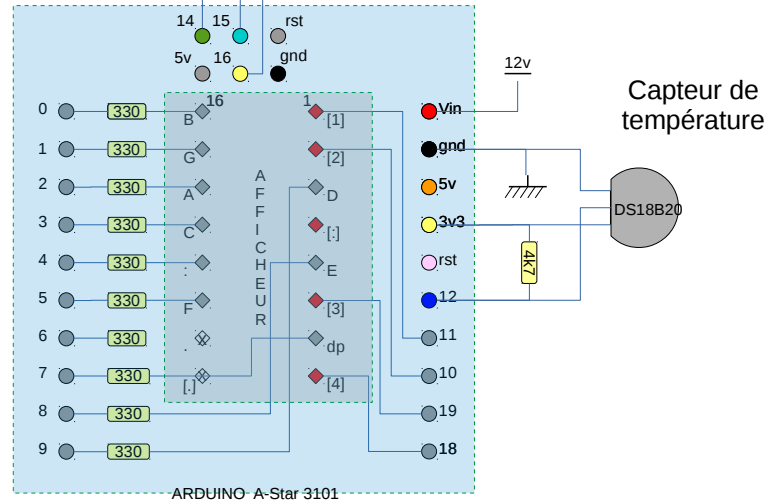 14 15 rst
5v 16 gnd
12v
Capteur de
température
16 1
0 330 B [1] Vin
1 330 G [2] gnd
2 330 A D 5v
3 330 C [:] 3v3
4 330 : E rst
5 330 F [3] 12
6 330 . dp 11
7 330 [.] [4] 10
8 330 19
9 330 18
AFFICHEUR
DS18B20
4k7
ARDUINO A-Star 3101